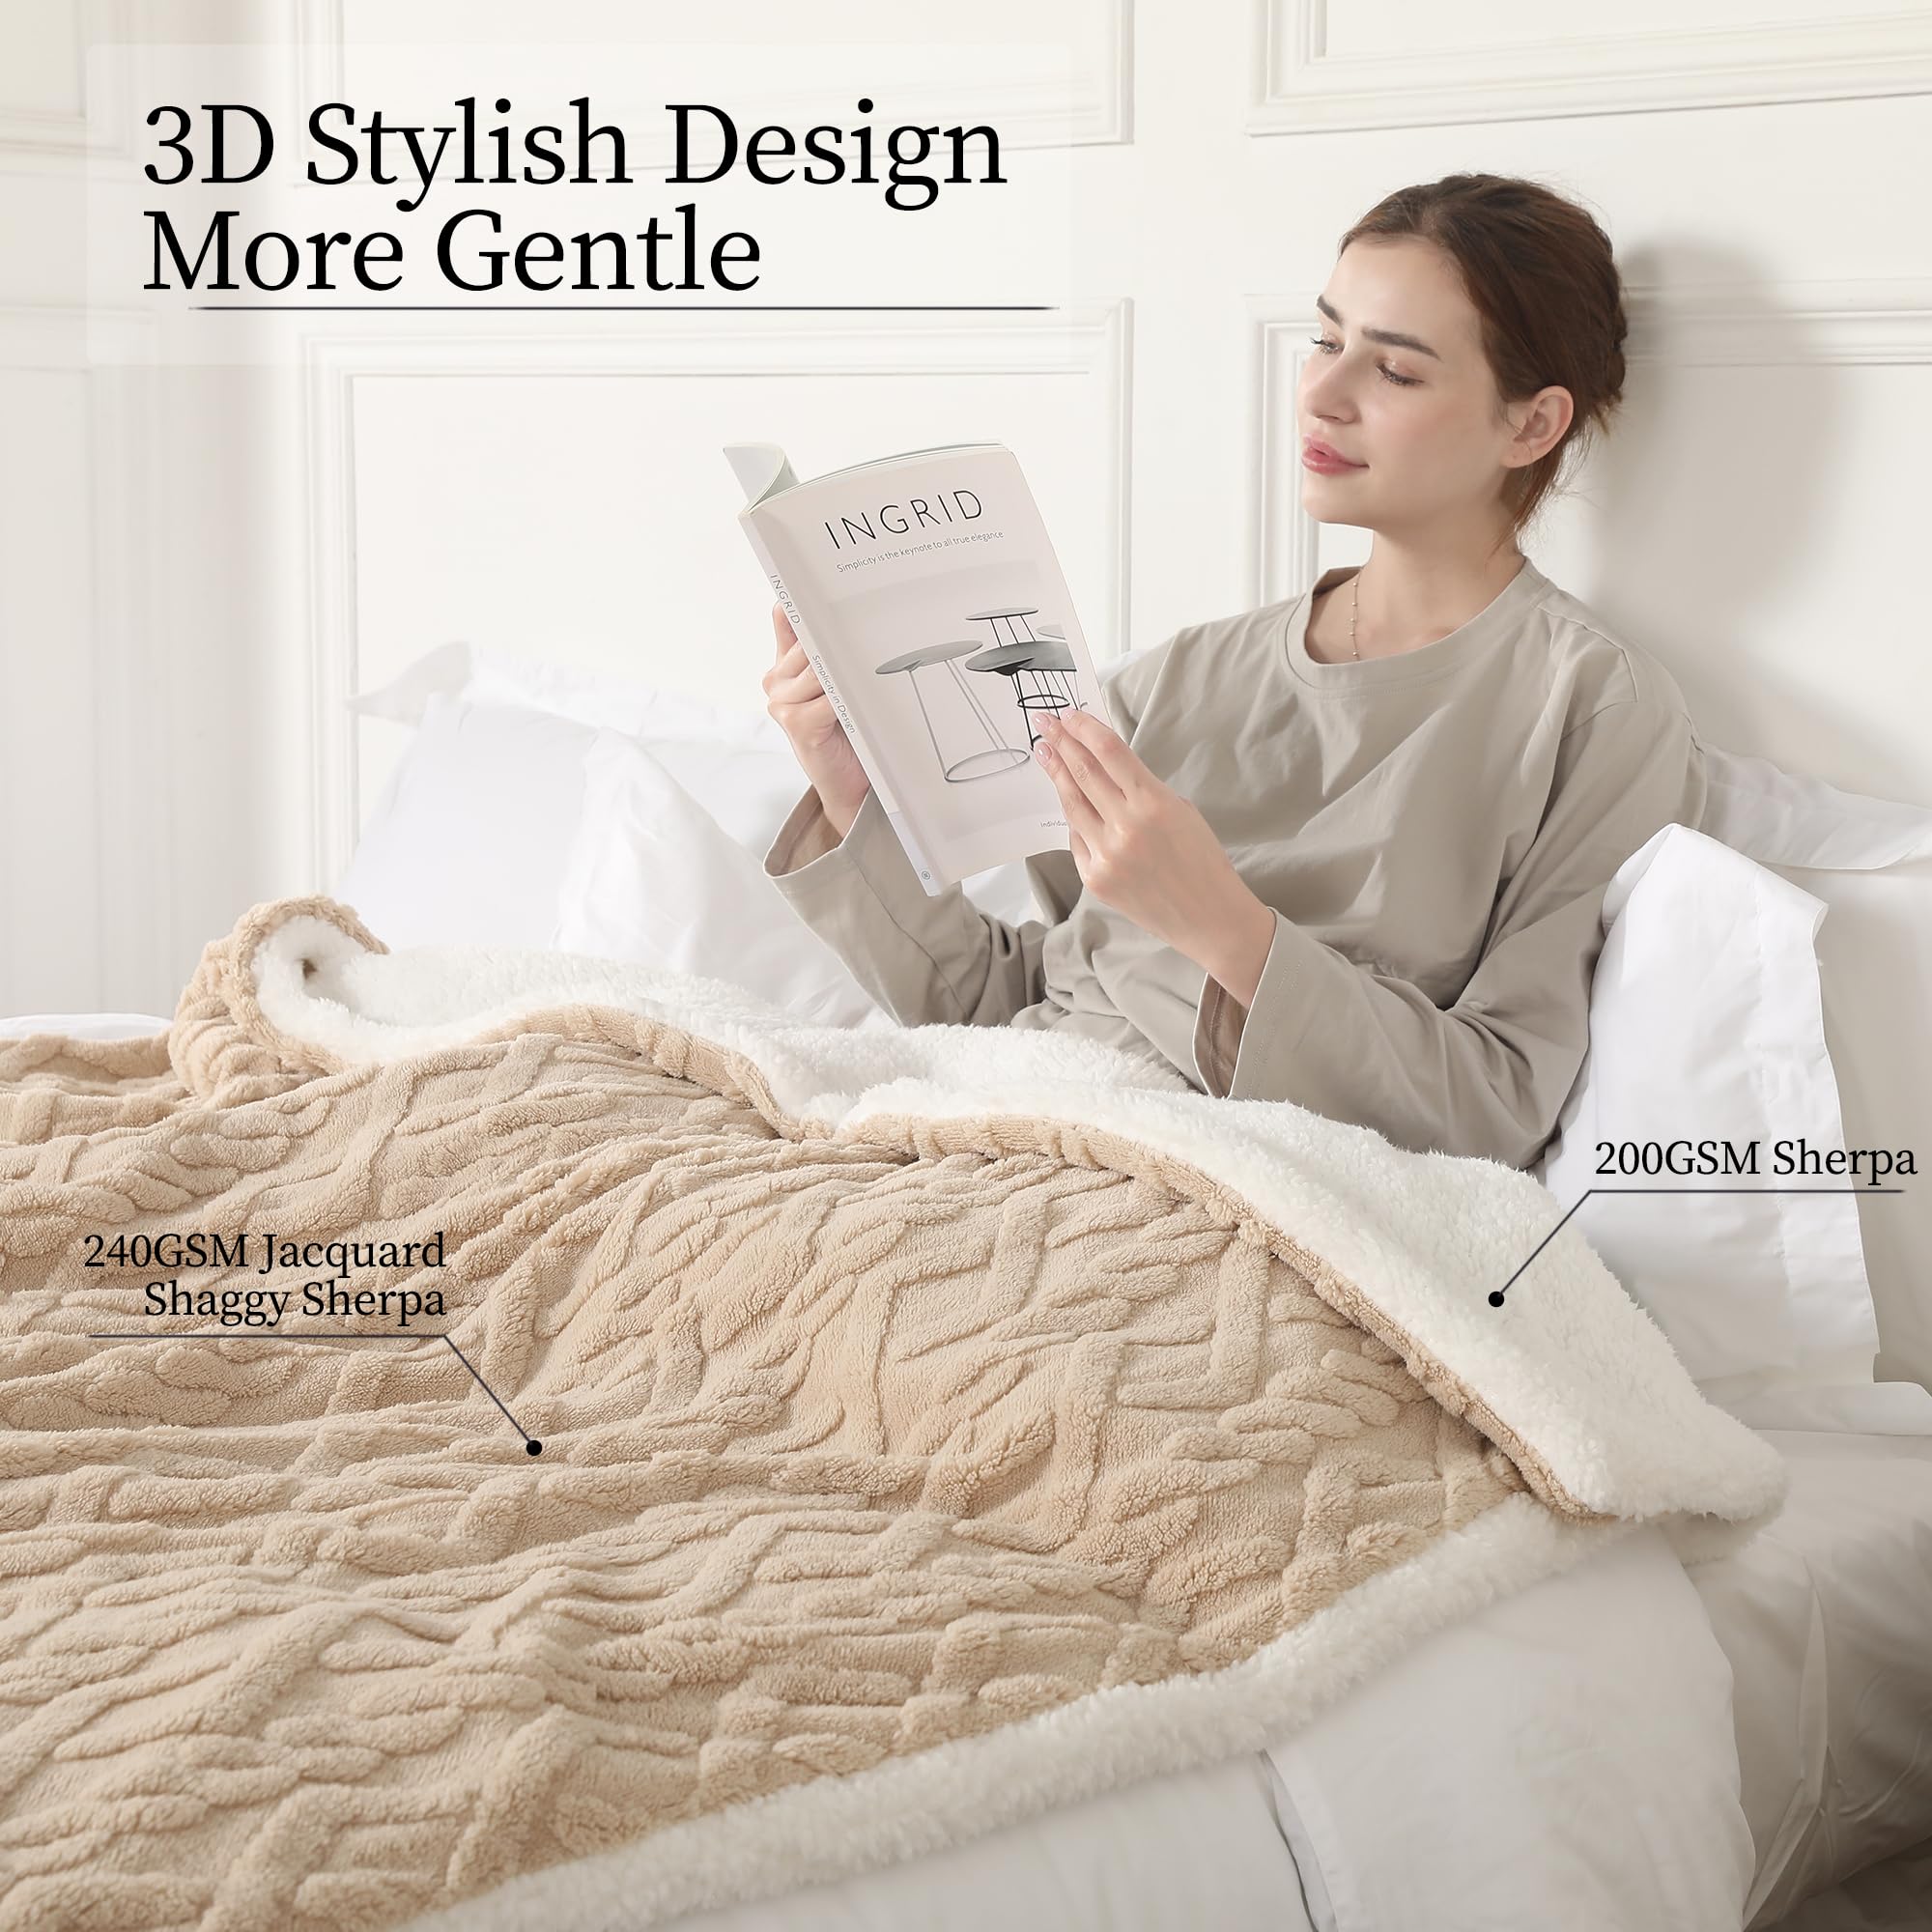 3D Stylish Design
More Gentle
INGRID
Simplicity is the keynote to all true elegance
INGRID
Simplicity in Design
200GSM Sherpa
240GSM Jacquard
Shaggy Sherpa